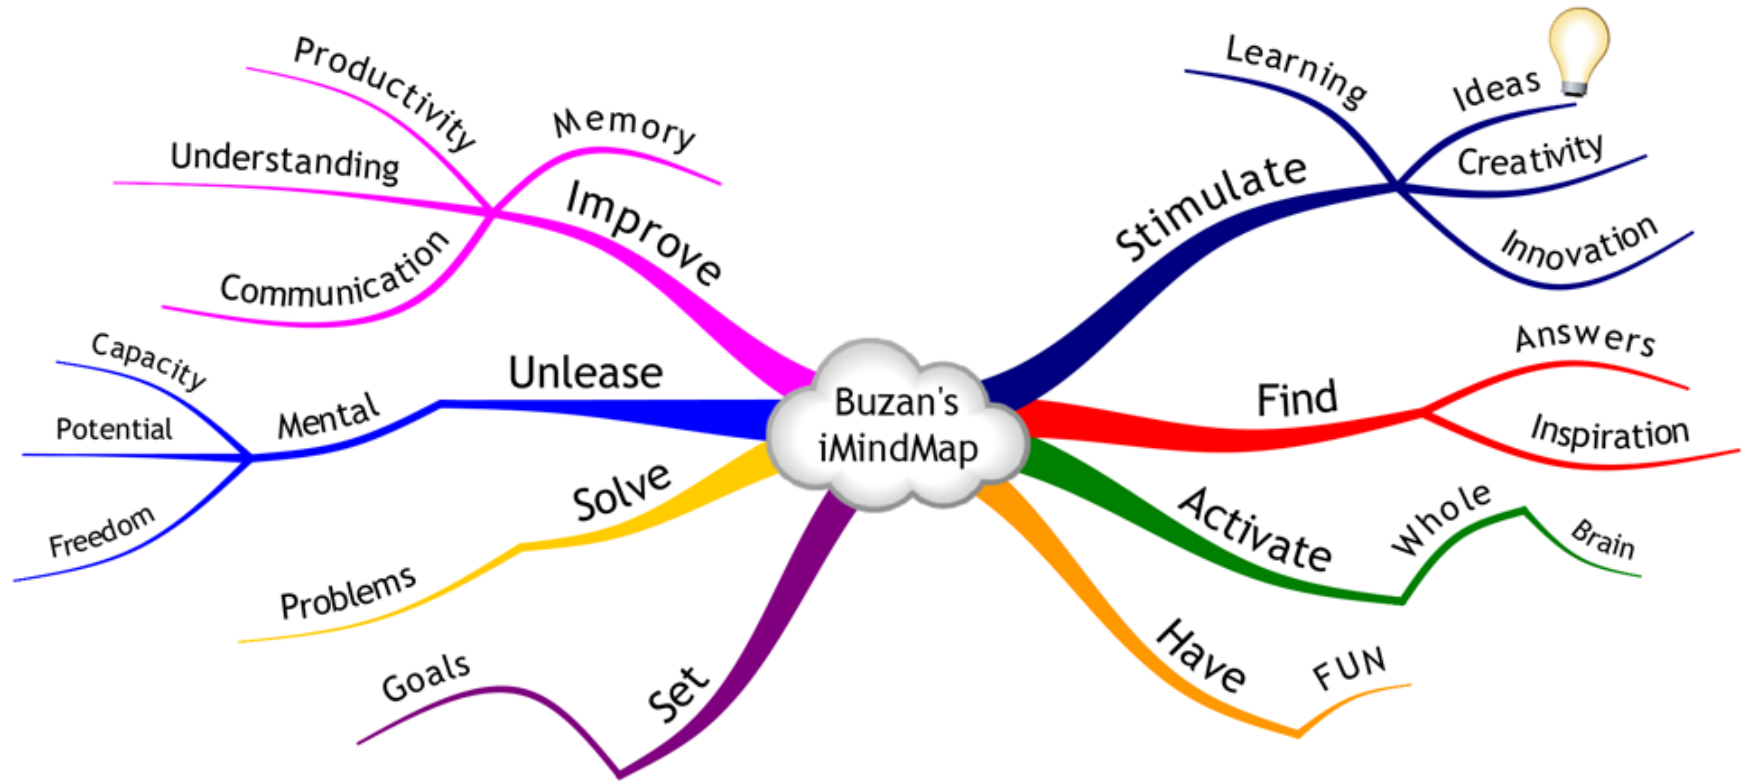 Buzan's
iMindMap
Stimulate
Learning
Ideas
Creativity
Innovation
Find
Answers
Inspiration
Activate
Whole
Brain
Have
FUN
Set
Goals
Solve
Problems
Unlease
Mental
Capacity
Potential
Freedom
Improve
Productivity
Memory
Understanding
Communication